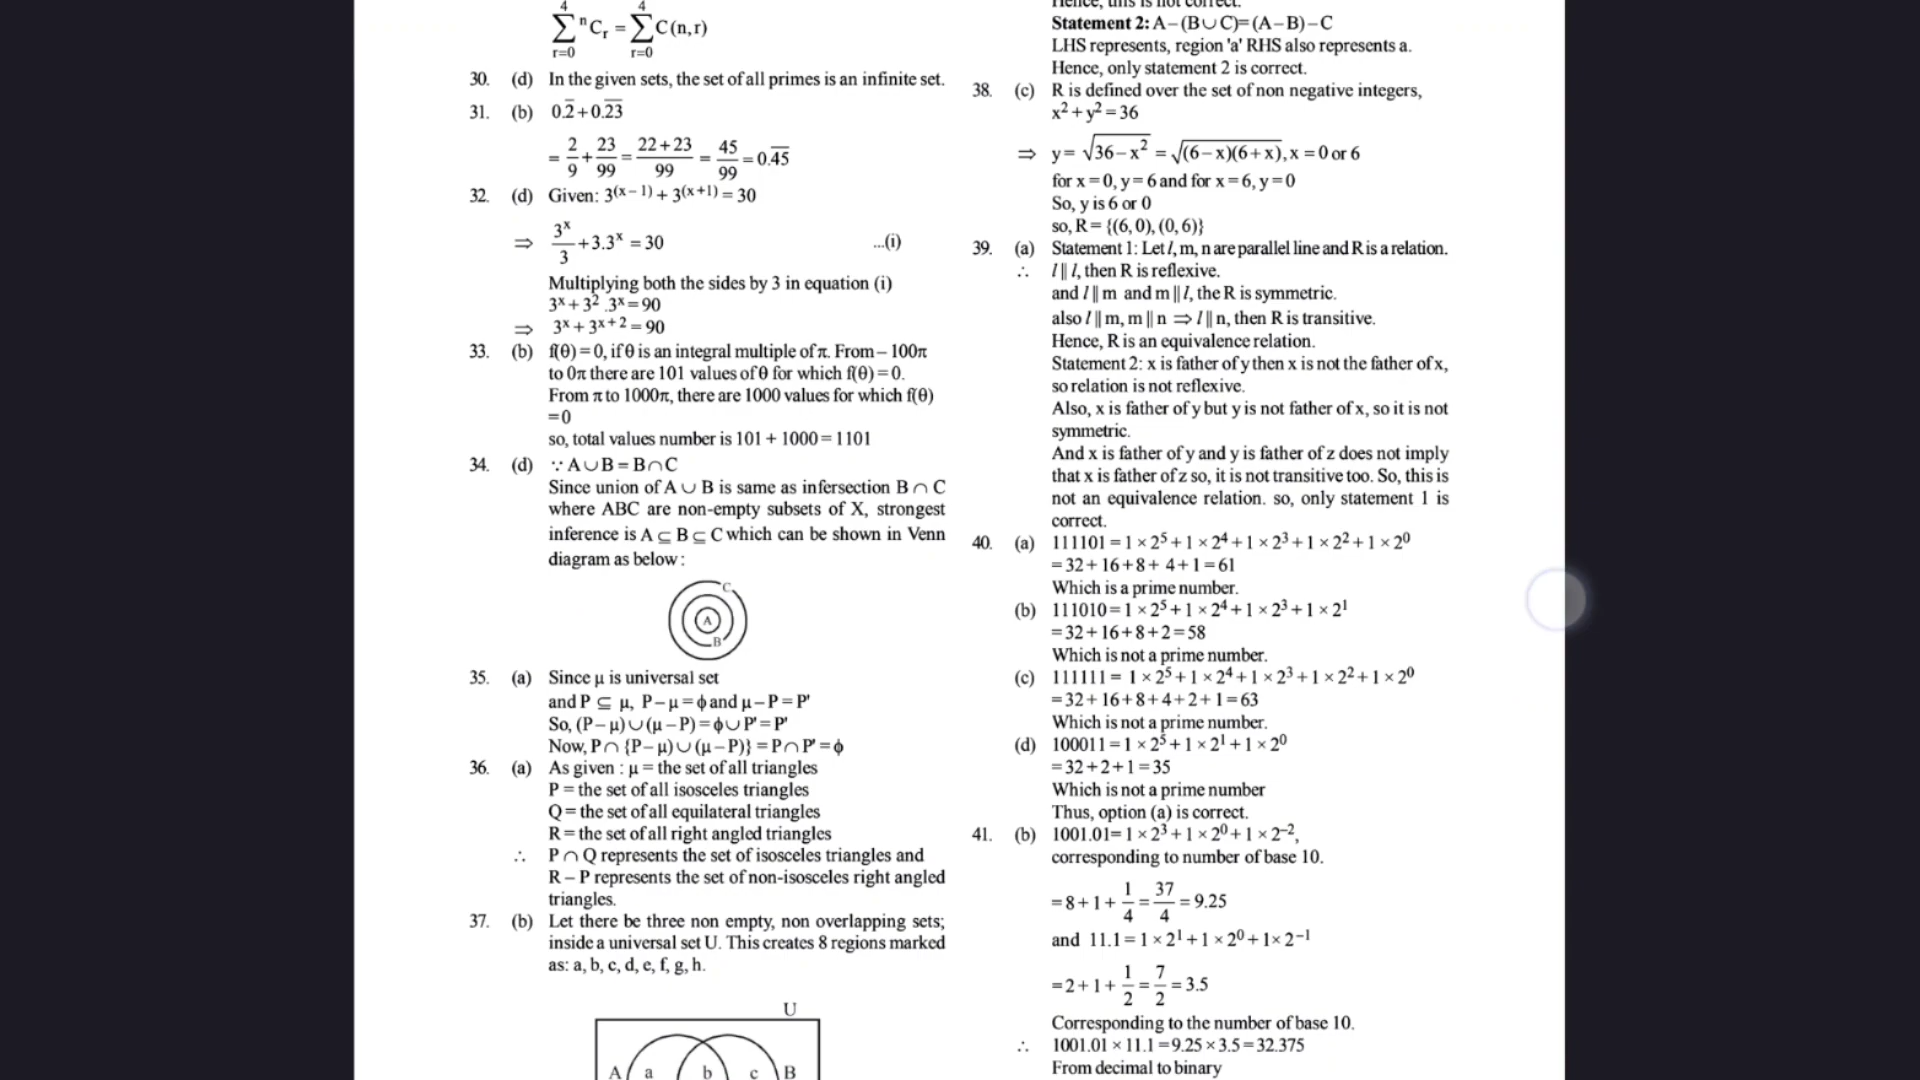 4 4
∑ ⁿCᵣ = ∑ C(n,r)
r=0 r=0
30. (d) In the given sets, the set of all primes is an infinite set.
31. (b) 0.2̅ + 0.2̅3̅
= 2/9 + 23/99 = 22+23/99 = 45/99 = 0.4̅5̅
32. (d) Given: 3^(x–1) + 3^(x+1) = 30
⇒ 3^x/3 + 3.3^x = 30 ...(i)
Multiplying both the sides by 3 in equation (i)
3^x + 3^2 .3^x = 90
⇒ 3^x + 3^x+2 = 90
33. (b) f(θ) = 0, if θ is an integral multiple of π. From – 100π
to 0π there are 101 values of θ for which f(θ) = 0.
From π to 1000π, there are 1000 values for which f(θ)
= 0
so, total values number is 101 + 1000 = 1101
34. (d) ∵ A∪B = B∩C
Since union of A ∪ B is same as infersection B ∩ C
where ABC are non-empty subsets of X, strongest
inference is A ⊆ B ⊆ C which can be shown in Venn
diagram as below :
C
A
B
35. (a) Since µ is universal set
and P ⊆ µ, P – µ = ϕ and µ – P = P'
So, (P – µ) ∪ (µ – P) = ϕ ∪ P' = P'
Now, P ∩ {P – µ) ∪ (µ – P)} = P ∩ P' = ϕ
36. (a) As given : µ = the set of all triangles
P = the set of all isosceles triangles
Q = the set of all equilateral triangles
R = the set of all right angled triangles
∴ P ∩ Q represents the set of isosceles triangles and
R – P represents the set of non-isosceles right angled
triangles.
37. (b) Let there be three non empty, non overlapping sets;
inside a universal set U. This creates 8 regions marked
as: a, b, c, d, e, f, g, h.
U
A a b c B
Hence, this is not correct.
Statement 2: A – (B ∪ C) = (A – B) – C
LHS represents, region 'a' RHS also represents a.
Hence, only statement 2 is correct.
38. (c) R is defined over the set of non negative integers,
x² + y² = 36
⇒ y = √36 – x² = √(6 – x)(6 + x), x = 0 or 6
for x = 0, y = 6 and for x = 6, y = 0
So, y is 6 or 0
so, R = {(6, 0), (0, 6)}
39. (a) Statement 1: Let l, m, n are parallel line and R is a relation.
∴ l || l, then R is reflexive.
and l || m and m || l, the R is symmetric.
also l || m, m || n ⇒ l || n, then R is transitive.
Hence, R is an equivalence relation.
Statement 2: x is father of y then x is not the father of x,
so relation is not reflexive.
Also, x is father of y but y is not father of x, so it is not
symmetric.
And x is father of y and y is father of z does not imply
that x is father of z so, it is not transitive too. So, this is
not an equivalence relation. so, only statement 1 is
correct.
40. (a) 111101 = 1 × 2⁵ + 1 × 2⁴ + 1 × 2³ + 1 × 2² + 1 × 2⁰
= 32 + 16 + 8 + 4 + 1 = 61
Which is a prime number.
(b) 111010 = 1 × 2⁵ + 1 × 2⁴ + 1 × 2³ + 1 × 2¹
= 32 + 16 + 8 + 2 = 58
Which is not a prime number.
(c) 111111 = 1 × 2⁵ + 1 × 2⁴ + 1 × 2³ + 1 × 2² + 1 × 2⁰
= 32 + 16 + 8 + 4 + 2 + 1 = 63
Which is not a prime number.
(d) 100011 = 1 × 2⁵ + 1 × 2¹ + 1 × 2⁰
= 32 + 2 + 1 = 35
Which is not a prime number
Thus, option (a) is correct.
41. (b) 1001.01 = 1 × 2³ + 1 × 2⁰ + 1 × 2⁻²,
corresponding to number of base 10.
= 8 + 1 + 1/4 = 37/4 = 9.25
and 11.1 = 1 × 2¹ + 1 × 2⁰ + 1 × 2⁻¹
= 2 + 1 + 1/2 = 7/2 = 3.5
Corresponding to the number of base 10.
∴ 1001.01 × 11.1 = 9.25 × 3.5 = 32.375
From decimal to binary